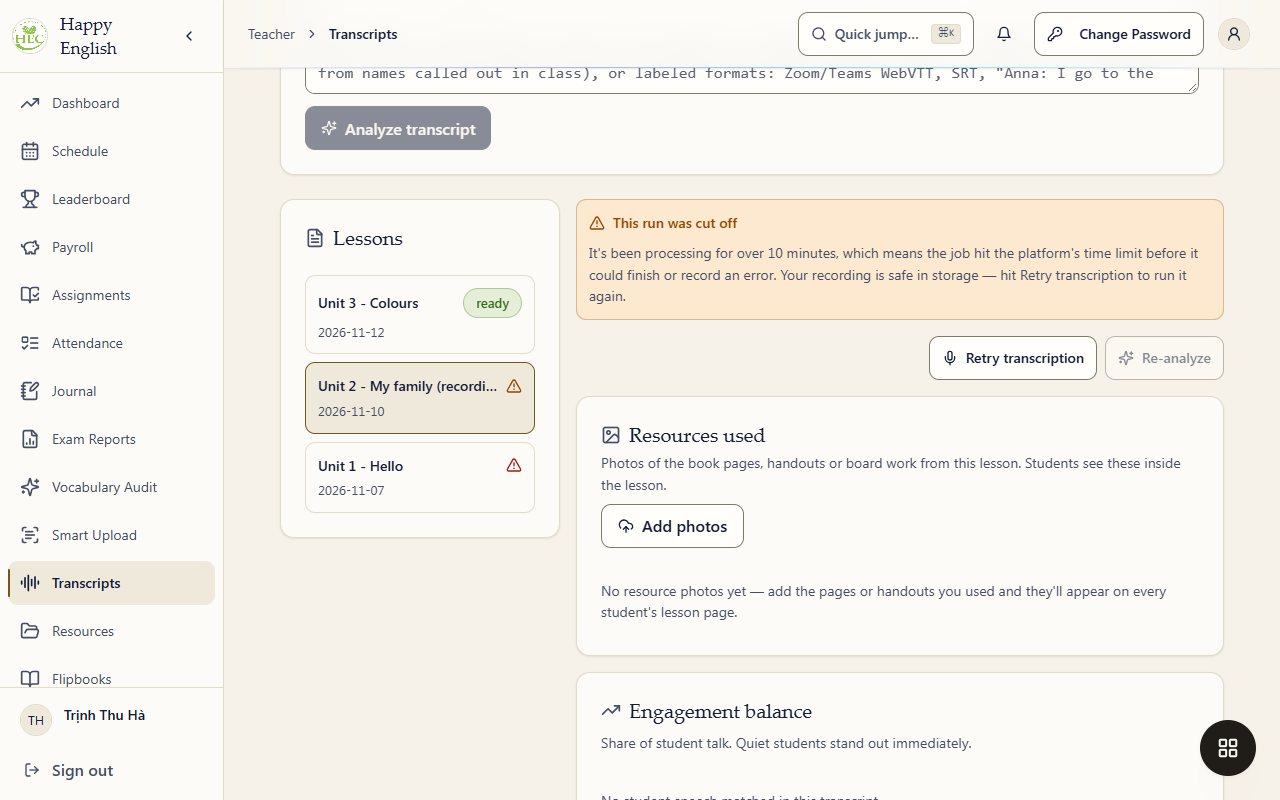 HEC
Happy
English
Dashboard
Schedule
Leaderboard
Payroll
Assignments
Attendance
Journal
Exam Reports
Vocabulary Audit
Smart Upload
Transcripts
Resources
Flipbooks
TH
Trịnh Thu Hà
Sign out
Teacher
Transcripts
Quick jump...
⌘K
Change Password
from names called out in class), or labeled formats: Zoom/Teams WebVTT, SRT, "Anna: I go to the
Analyze transcript
Lessons
Unit 3 - Colours
ready
2026-11-12
Unit 2 - My family (recordi...
2026-11-10
Unit 1 - Hello
2026-11-07
This run was cut off
It's been processing for over 10 minutes, which means the job hit the platform's time limit before it
could finish or record an error. Your recording is safe in storage — hit Retry transcription to run it
again.
Retry transcription
Re-analyze
Resources used
Photos of the book pages, handouts or board work from this lesson. Students see these inside
the lesson.
Add photos
No resource photos yet — add the pages or handouts you used and they'll appear on every
student's lesson page.
Engagement balance
Share of student talk. Quiet students stand out immediately.
No student speech matched in this transcript